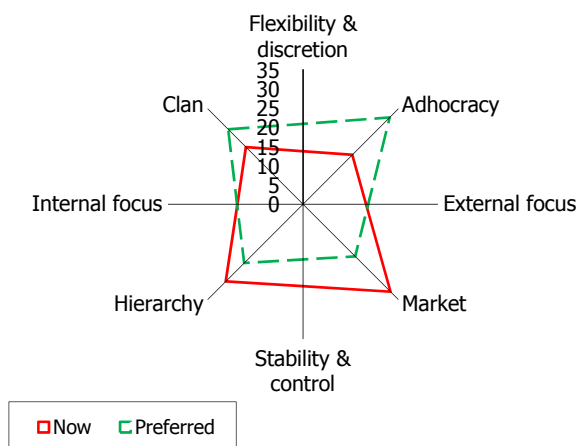 Flexibility &
discretion
35
30
25
20
15
10
5
0
Clan
Adhocracy
Internal focus
External focus
Hierarchy
Market
Stability &
control
Now
Preferred